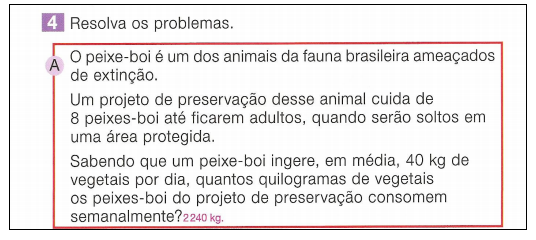 4 Resolva os problemas.
A O peixe-boi é um dos animais da fauna brasileira ameaçados
de extinção.
Um projeto de preservação desse animal cuida de
8 peixes-boi até ficarem adultos, quando serão soltos em
uma área protegida.
Sabendo que um peixe-boi ingere, em média, 40 kg de
vegetais por dia, quantos quilogramas de vegetais
os peixes-boi do projeto de preservação consomem
semanalmente? 2 240 kg.